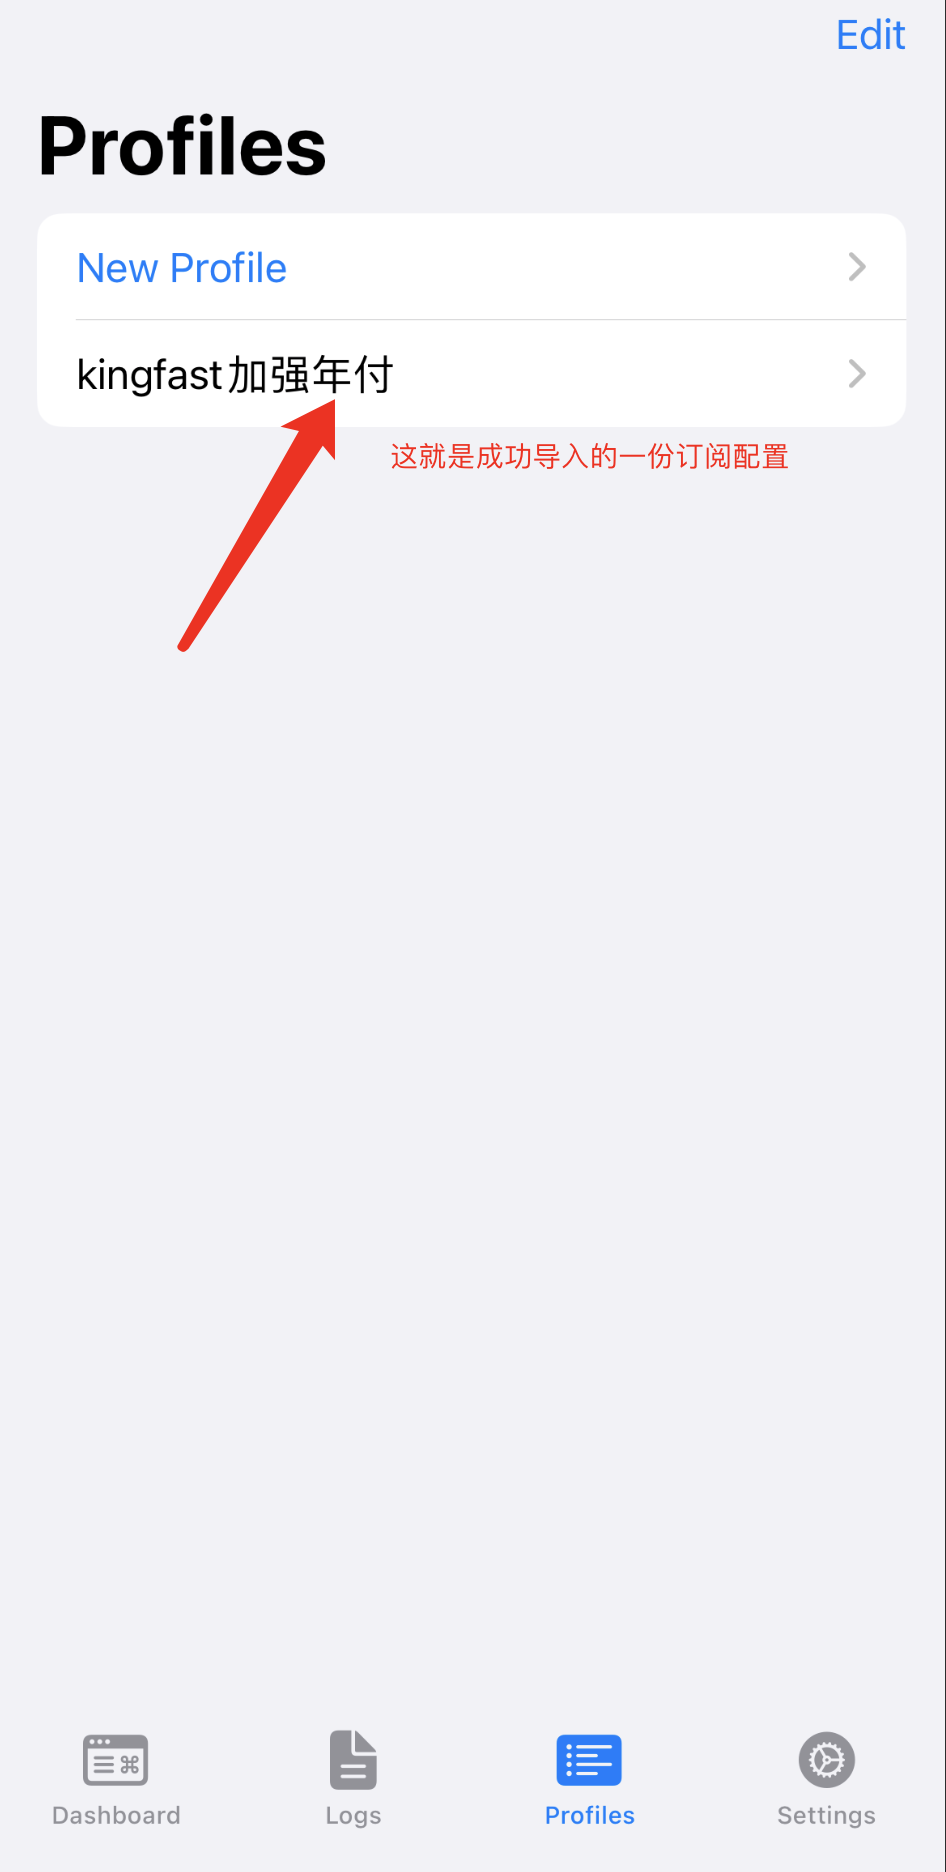 Edit
Profiles
New Profile
kingfast加强年付
这就是成功导入的一份订阅配置
Dashboard
Logs
Profiles
Settings